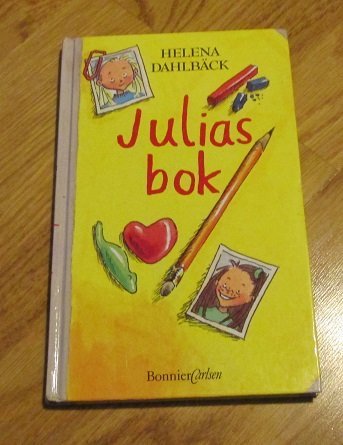 HELENA
DAHLBÄCK
Julias
bok
BonnierCarlsen